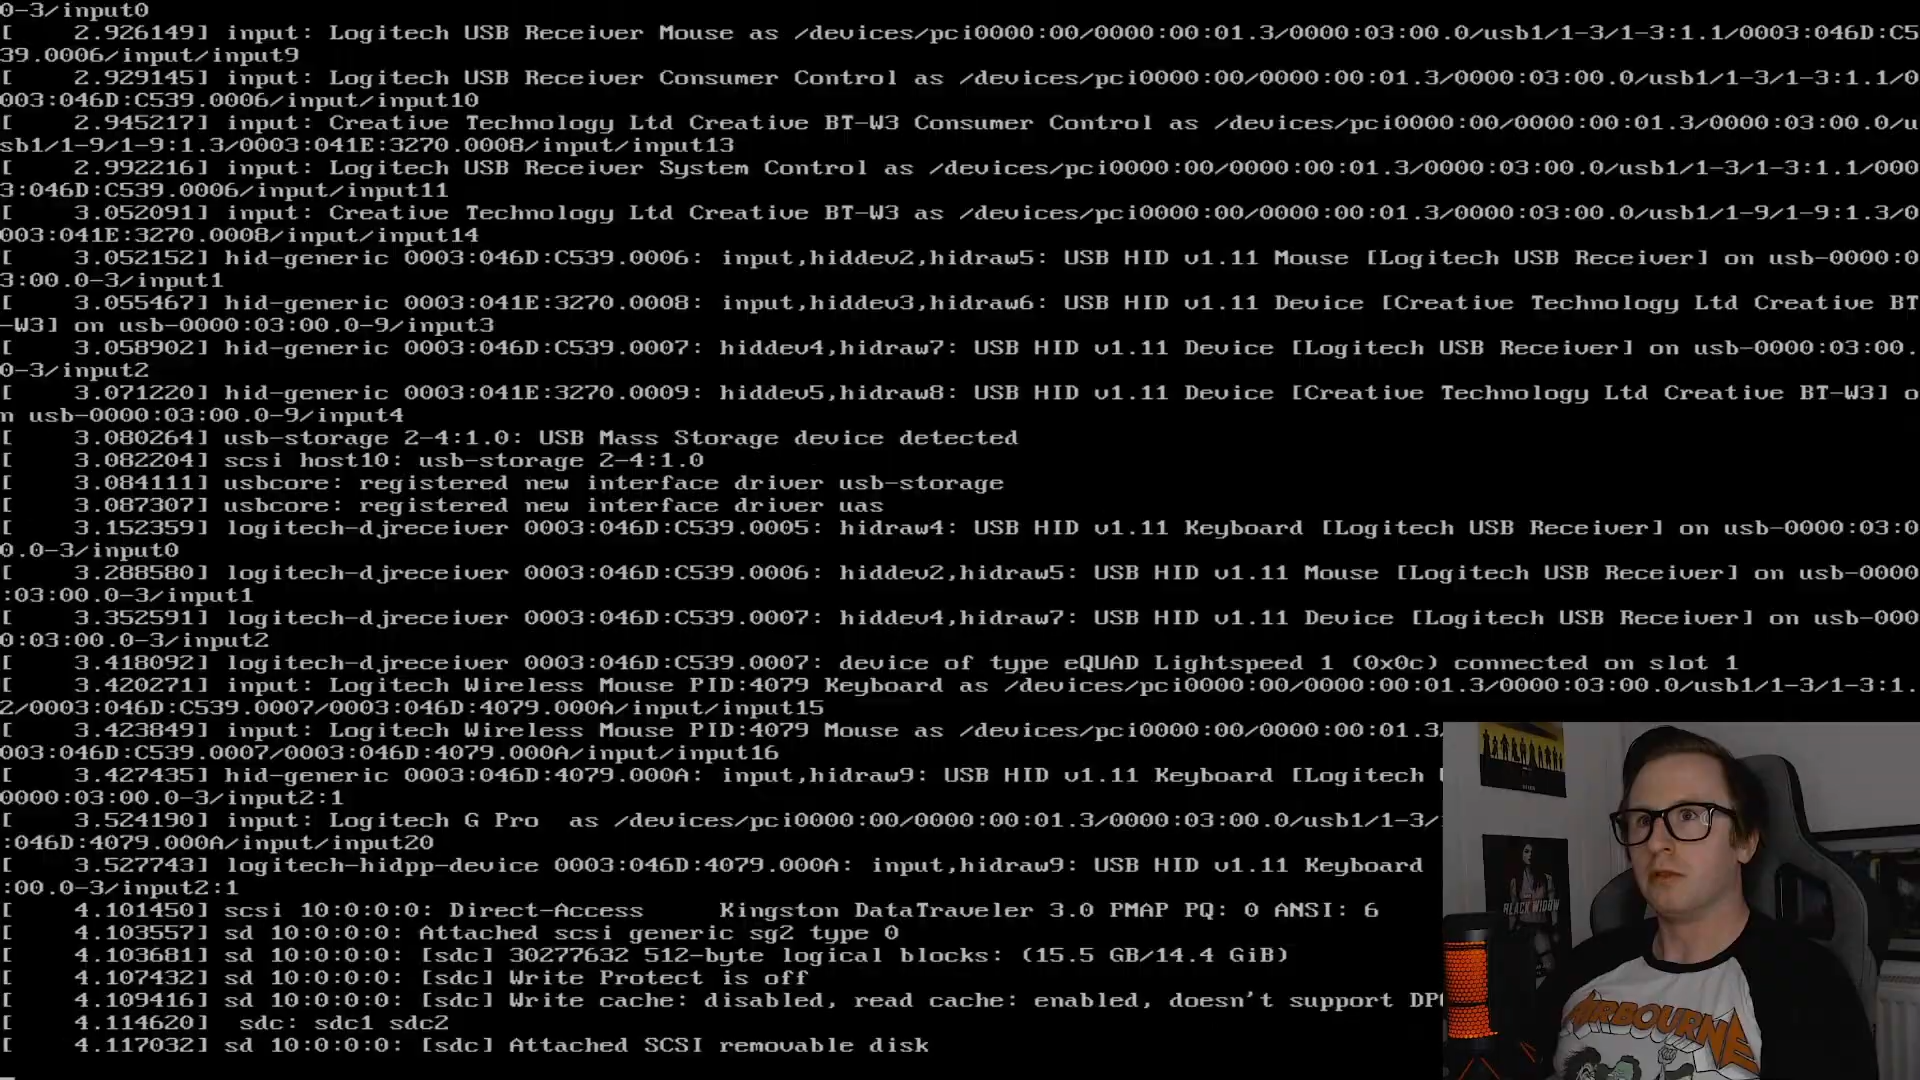 0-3/input0
[    2.926149] input: Logitech USB Receiver Mouse as /devices/pci0000:00/0000:00:01.3/0000:03:00.0/usb1/1-3/1-3:1.1/0003:046D:C5
39.0006/input/input9
[    2.929145] input: Logitech USB Receiver Consumer Control as /devices/pci0000:00/0000:00:01.3/0000:03:00.0/usb1/1-3/1-3:1.1/0
003:046D:C539.0006/input/input10
[    2.945217] input: Creative Technology Ltd Creative BT-W3 Consumer Control as /devices/pci0000:00/0000:00:01.3/0000:03:00.0/u
sb1/1-9/1-9:1.3/0003:041E:3270.0008/input/input13
[    2.992216] input: Logitech USB Receiver System Control as /devices/pci0000:00/0000:00:01.3/0000:03:00.0/usb1/1-3/1-3:1.1/000
3:046D:C539.0006/input/input11
[    3.052091] input: Creative Technology Ltd Creative BT-W3 as /devices/pci0000:00/0000:00:01.3/0000:03:00.0/usb1/1-9/1-9:1.3/0
003:041E:3270.0008/input/input14
[    3.052152] hid-generic 0003:046D:C539.0006: input,hiddev2,hidraw5: USB HID v1.11 Mouse [Logitech USB Receiver] on usb-0000:0
3:00.0-3/input1
[    3.055467] hid-generic 0003:041E:3270.0008: input,hiddev3,hidraw6: USB HID v1.11 Device [Creative Technology Ltd Creative BT
-W3] on usb-0000:03:00.0-9/input3
[    3.058902] hid-generic 0003:046D:C539.0007: hiddev4,hidraw7: USB HID v1.11 Device [Logitech USB Receiver] on usb-0000:03:00.
0-3/input2
[    3.071220] hid-generic 0003:041E:3270.0009: hiddev5,hidraw8: USB HID v1.11 Device [Creative Technology Ltd Creative BT-W3] o
n usb-0000:03:00.0-9/input4
[    3.080264] usb-storage 2-4:1.0: USB Mass Storage device detected
[    3.082204] scsi host10: usb-storage 2-4:1.0
[    3.084111] usbcore: registered new interface driver usb-storage
[    3.087307] usbcore: registered new interface driver uas
[    3.152359] logitech-djreceiver 0003:046D:C539.0005: hidraw4: USB HID v1.11 Keyboard [Logitech USB Receiver] on usb-0000:03:0
0.0-3/input0
[    3.288580] logitech-djreceiver 0003:046D:C539.0006: hiddev2,hidraw5: USB HID v1.11 Mouse [Logitech USB Receiver] on usb-0000
:03:00.0-3/input1
[    3.352591] logitech-djreceiver 0003:046D:C539.0007: hiddev4,hidraw7: USB HID v1.11 Device [Logitech USB Receiver] on usb-000
0:03:00.0-3/input2
[    3.418092] logitech-djreceiver 0003:046D:C539.0007: device of type eQUAD Lightspeed 1 (0x0c) connected on slot 1
[    3.420271] input: Logitech Wireless Mouse PID:4079 Keyboard as /devices/pci0000:00/0000:00:01.3/0000:03:00.0/usb1/1-3/1-3:1.
2/0003:046D:C539.0007/0003:046D:4079.000A/input/input15
[    3.423849] input: Logitech Wireless Mouse PID:4079 Mouse as /devices/pci0000:00/0000:00:01.3/
003:046D:C539.0007/0003:046D:4079.000A/input/input16
[    3.427435] hid-generic 0003:046D:4079.000A: input,hidraw9: USB HID v1.11 Keyboard [Logitech
0000:03:00.0-3/input2:1
[    3.524190] input: Logitech G Pro  as /devices/pci0000:00/0000:00:01.3/0000:03:00.0/usb1/1-3/
:046D:4079.000A/input/input20
[    3.527743] logitech-hidpp-device 0003:046D:4079.000A: input,hidraw9: USB HID v1.11 Keyboard
:00.0-3/input2:1
[    4.101450] scsi 10:0:0:0: Direct-Access     Kingston DataTraveler 3.0 PMAP PQ: 0 ANSI: 6
[    4.103557] sd 10:0:0:0: Attached scsi generic sg2 type 0
[    4.103681] sd 10:0:0:0: [sdc] 30277632 512-byte logical blocks: (15.5 GB/14.4 GiB)
[    4.107432] sd 10:0:0:0: [sdc] Write Protect is off
[    4.109416] sd 10:0:0:0: [sdc] Write cache: disabled, read cache: enabled, doesn't support
[    4.114620]  sdc: sdc1 sdc2
[    4.117032] sd 10:0:0:0: [sdc] Attached SCSI removable disk
BLACK WIDOW
AIRBOURNE